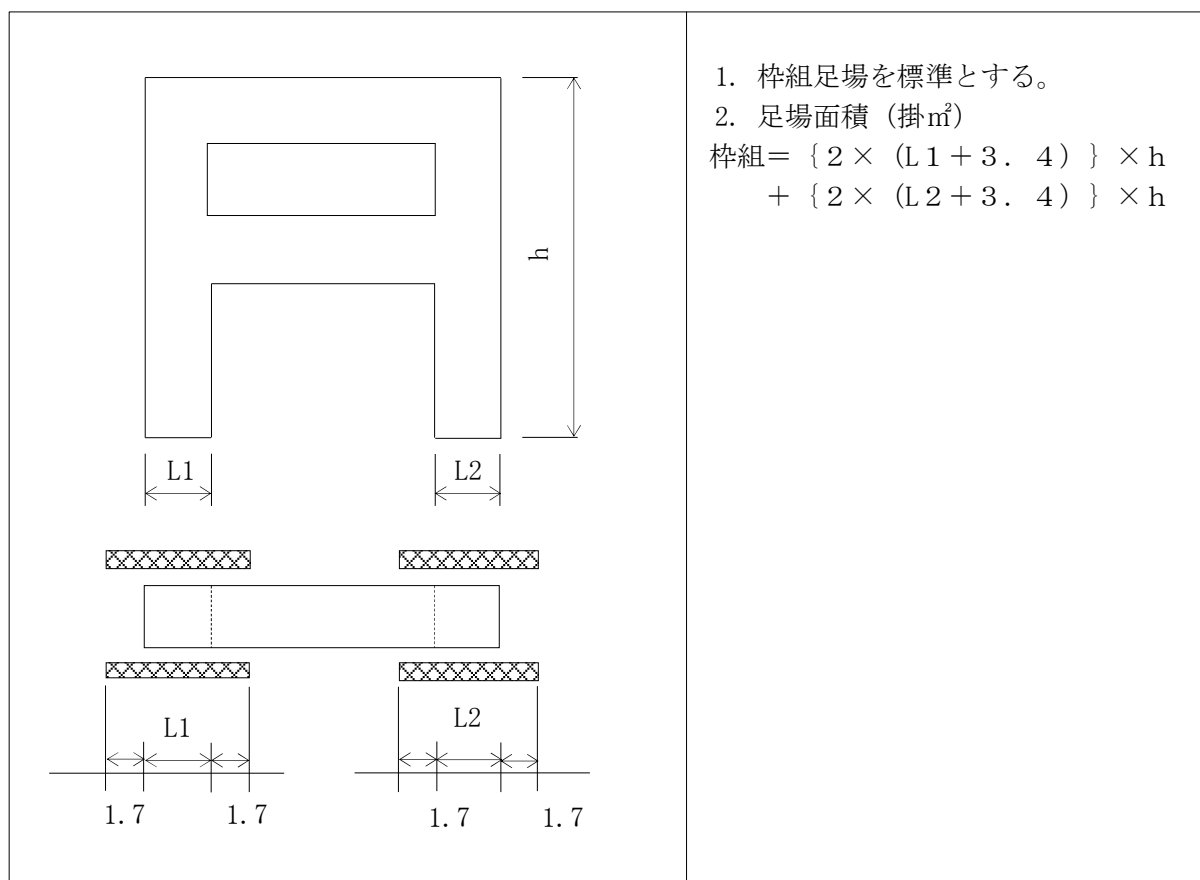 1. 枠組足場を標準とする。
2. 足場面積（掛㎡）
枠組＝｛２×（L１＋３．４）｝×ｈ
＋｛２×（L２＋３．４）｝×ｈ
h
L1
L2
L1
L2
1.7
1.7
1.7
1.7